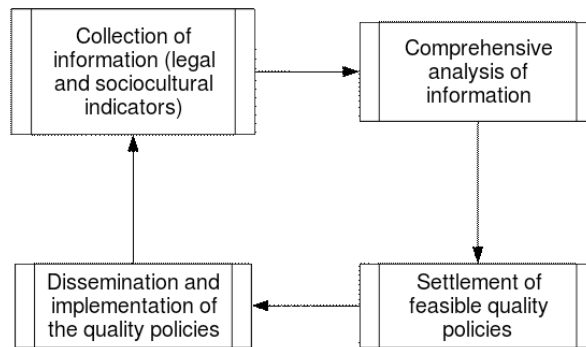 Collection of
information (legal
and sociocultural
indicators)
Comprehensive
analysis of
information
Dissemination and
implementation of
the quality policies
Settlement of
feasible quality
policies